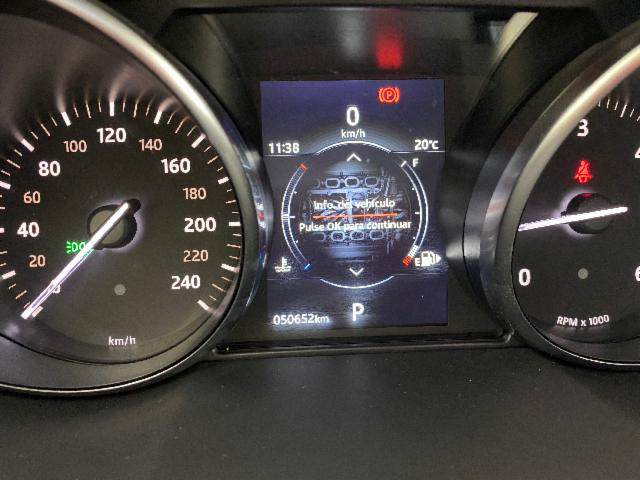 0
km/h
11:38
20°C
F
Info. del vehículo
Pulse OK para continuar
E
050652km
P
20
40
60
80
100
120
140
160
180
200
220
240
km/h
0
3
RPM x 1000